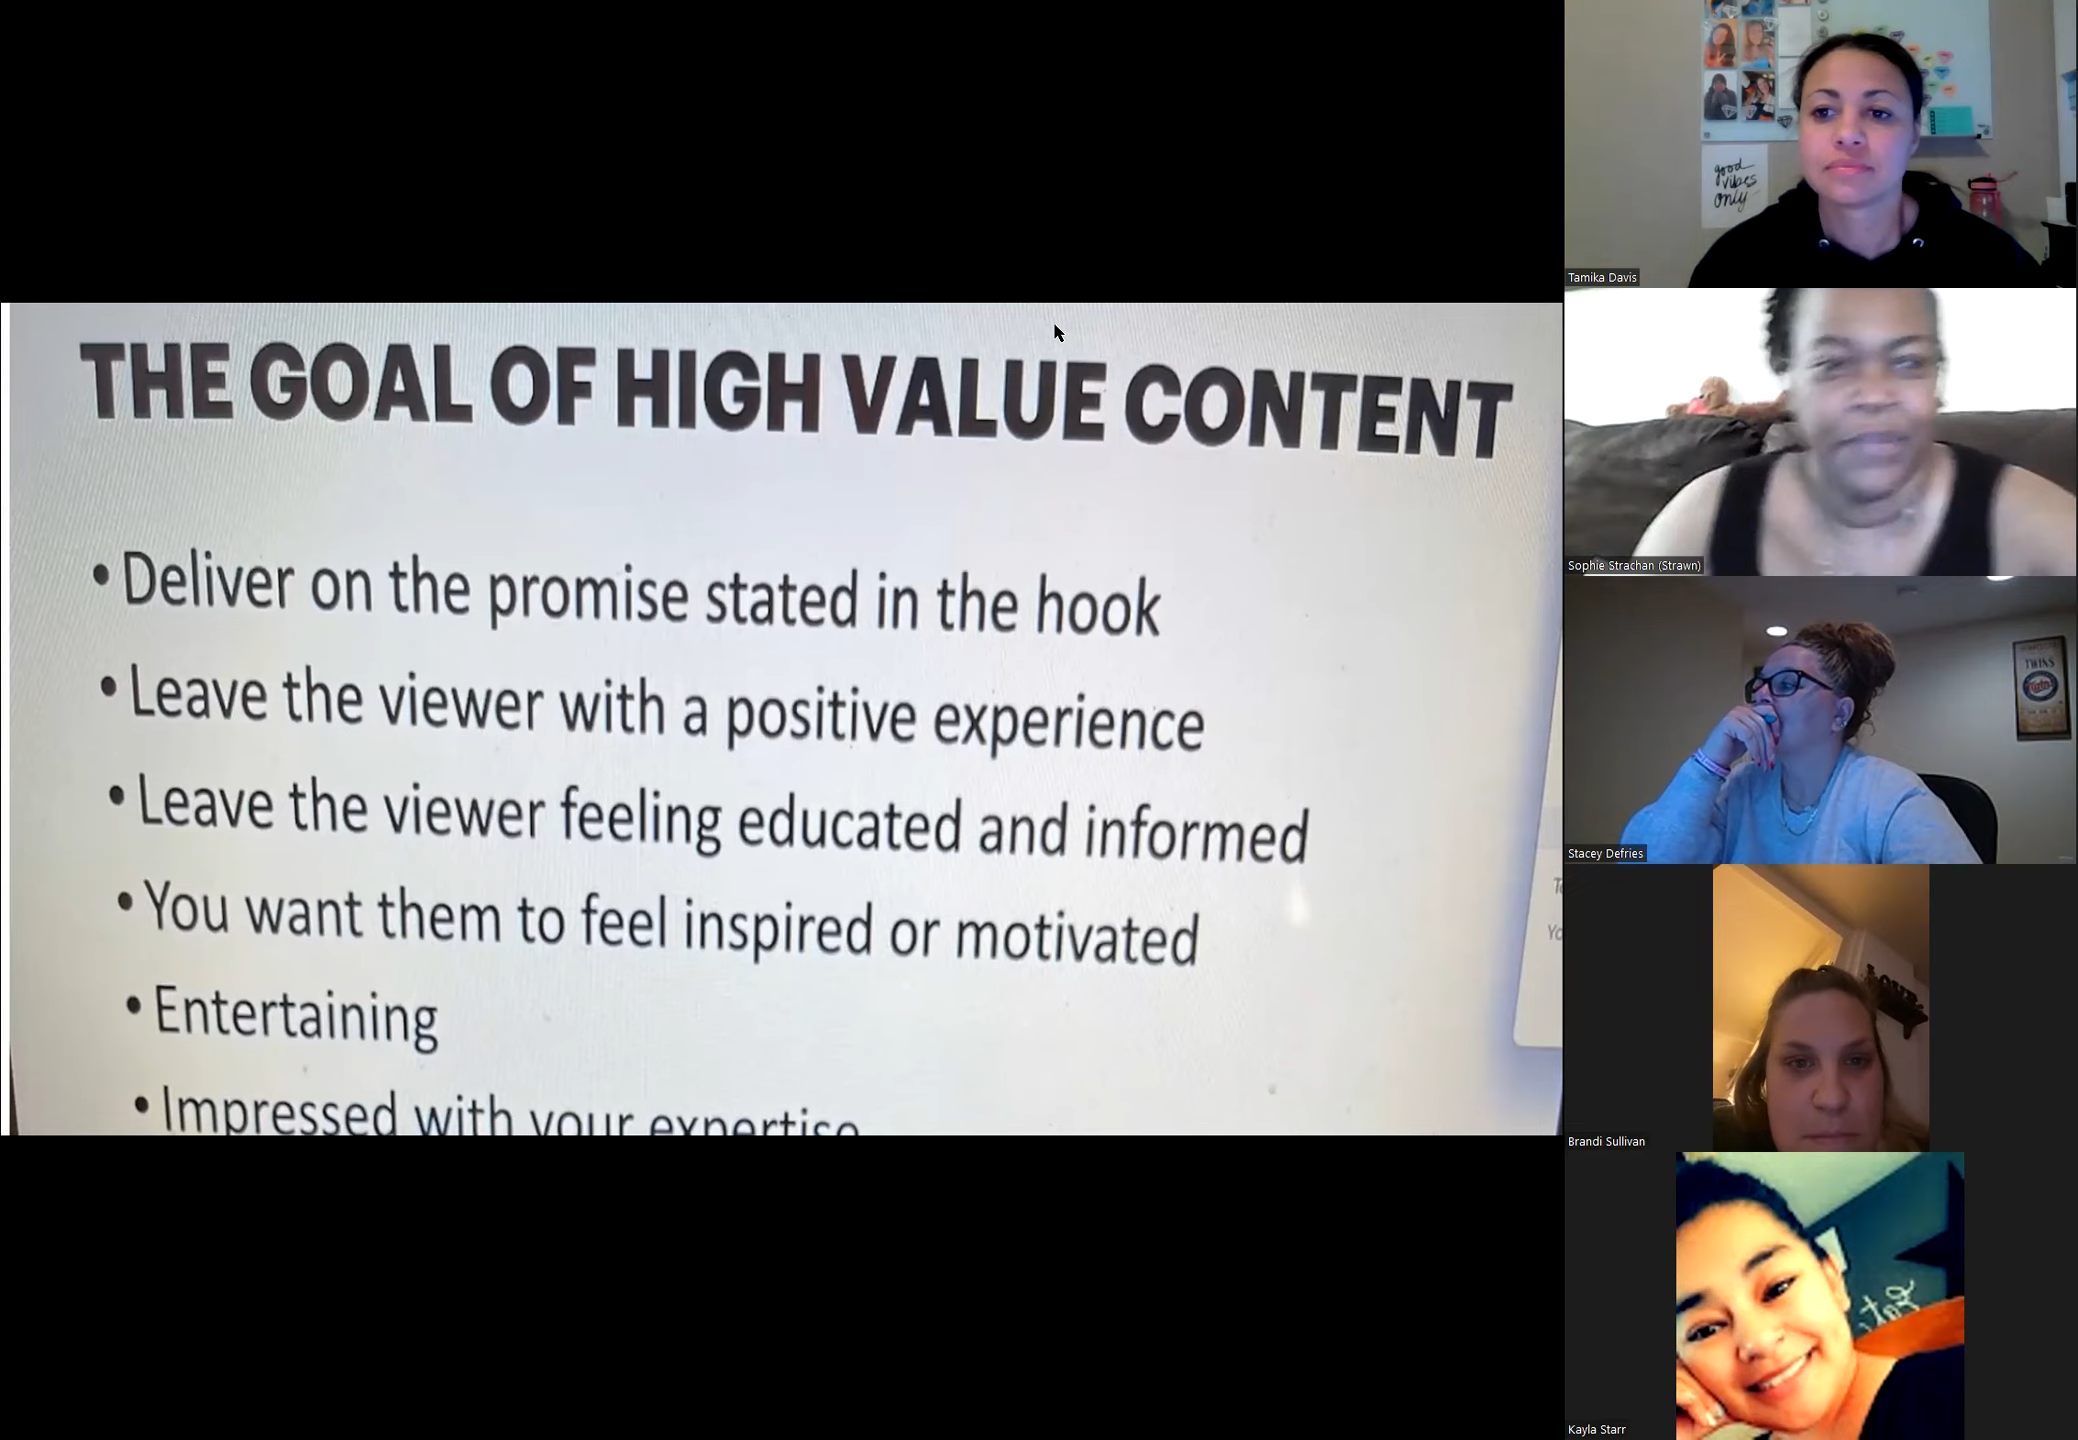 THE GOAL OF HIGH VALUE CONTENT
• Deliver on the promise stated in the hook
• Leave the viewer with a positive experience
• Leave the viewer feeling educated and informed
• You want them to feel inspired or motivated
• Entertaining
• Impressed with your expertise
good
vibes
only
Tamika Davis
Sophie Strachan (Strawn)
TWINS
Twins
Stacey Defries
Brandi Sullivan
Kayla Starr